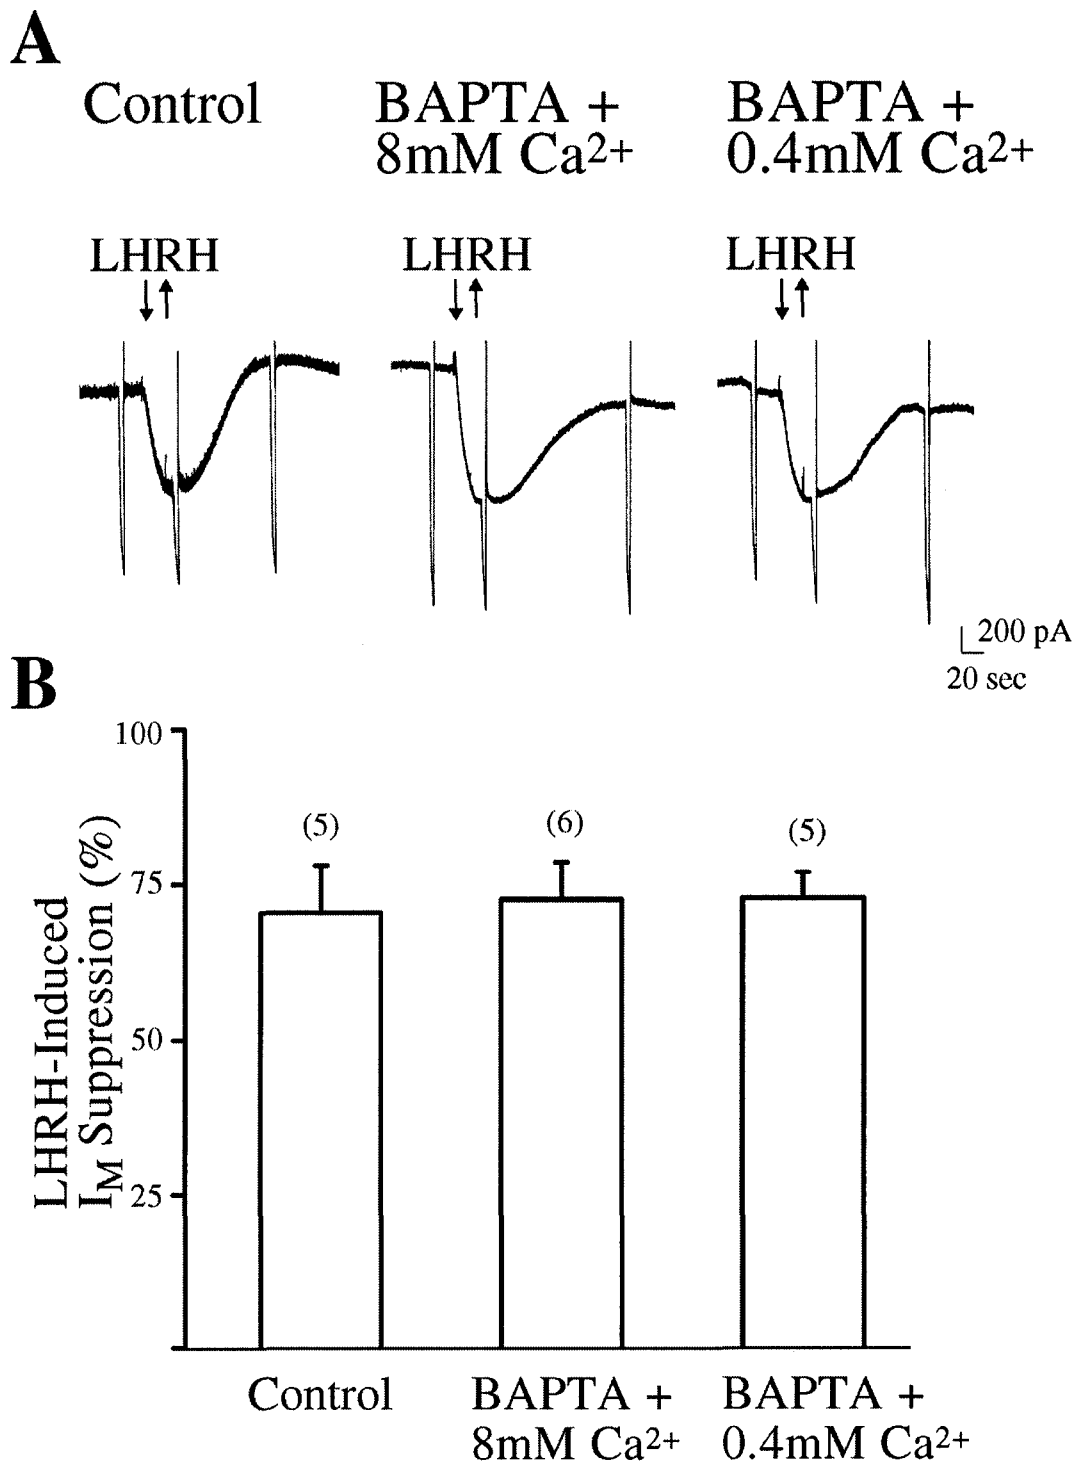 A
Control
BAPTA +
8mM Ca2+
BAPTA +
0.4mM Ca2+
LHRH
LHRH
LHRH
200 pA
20 sec
B
LHRH-Induced
IM Suppression (%)
100
75
50
25
(5)
(6)
(5)
Control
BAPTA +
8mM Ca2+
BAPTA +
0.4mM Ca2+